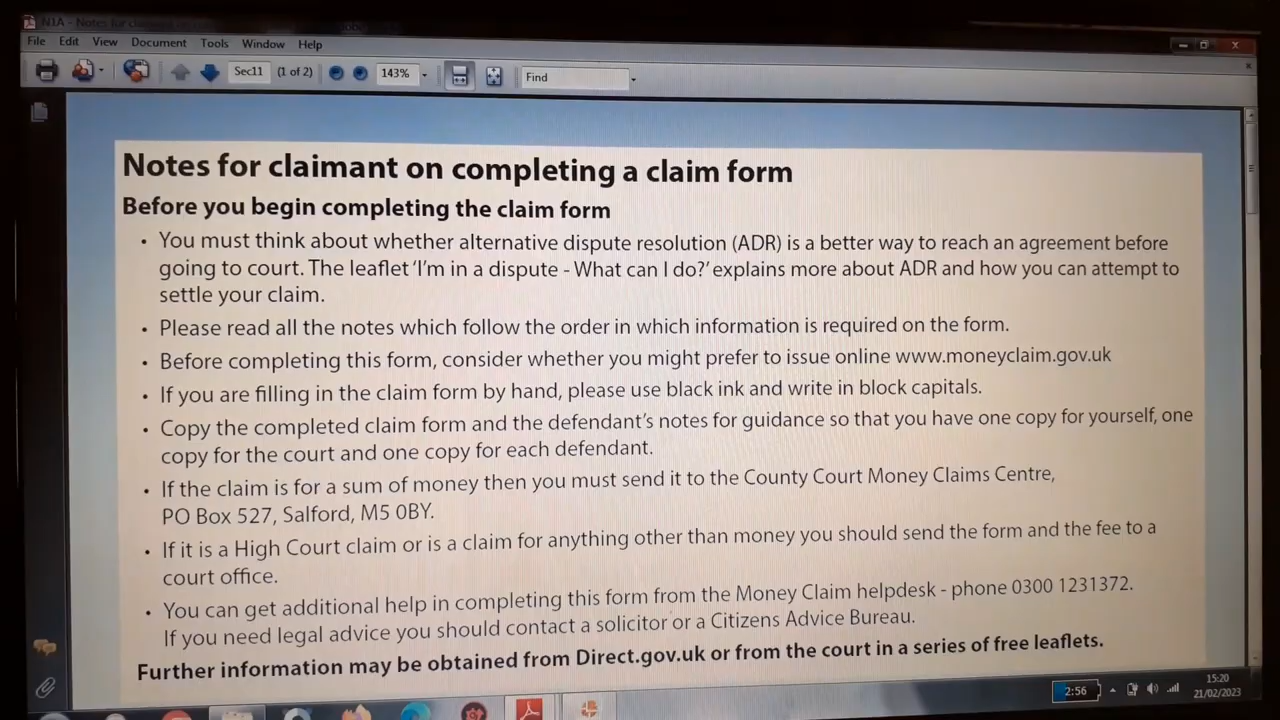 N1A - Notes for claimant on
File Edit View Document Tools Window Help
Sec11 (1 of 2) 143% Find
Notes for claimant on completing a claim form
Before you begin completing the claim form
• You must think about whether alternative dispute resolution (ADR) is a better way to reach an agreement before
going to court. The leaflet ‘I’m in a dispute - What can I do?’ explains more about ADR and how you can attempt to
settle your claim.
• Please read all the notes which follow the order in which information is required on the form.
• Before completing this form, consider whether you might prefer to issue online www.moneyclaim.gov.uk
• If you are filling in the claim form by hand, please use black ink and write in block capitals.
• Copy the completed claim form and the defendant’s notes for guidance so that you have one copy for yourself, one
copy for the court and one copy for each defendant.
• If the claim is for a sum of money then you must send it to the County Court Money Claims Centre,
PO Box 527, Salford, M5 0BY.
• If it is a High Court claim or is a claim for anything other than money you should send the form and the fee to a
court office.
• You can get additional help in completing this form from the Money Claim helpdesk - phone 0300 1231372.
If you need legal advice you should contact a solicitor or a Citizens Advice Bureau.
Further information may be obtained from Direct.gov.uk or from the court in a series of free leaflets.
2:56
15:20
21/02/2023